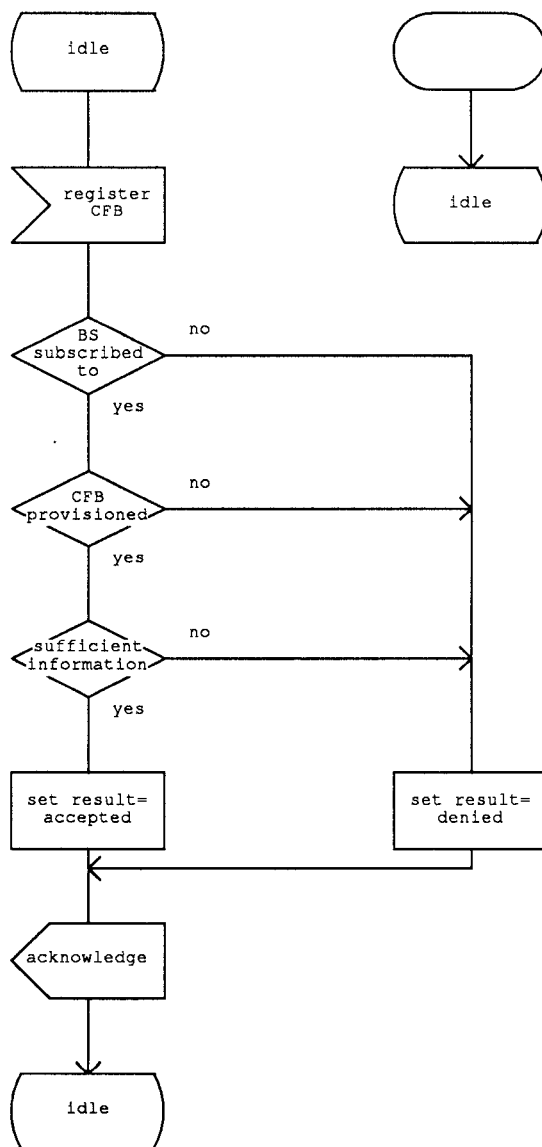 idle
idle
register
CFB
BS
subscribed
to
no
yes
CFB
provisioned
no
yes
sufficient
information
no
yes
set result=
accepted
set result=
denied
acknowledge
idle